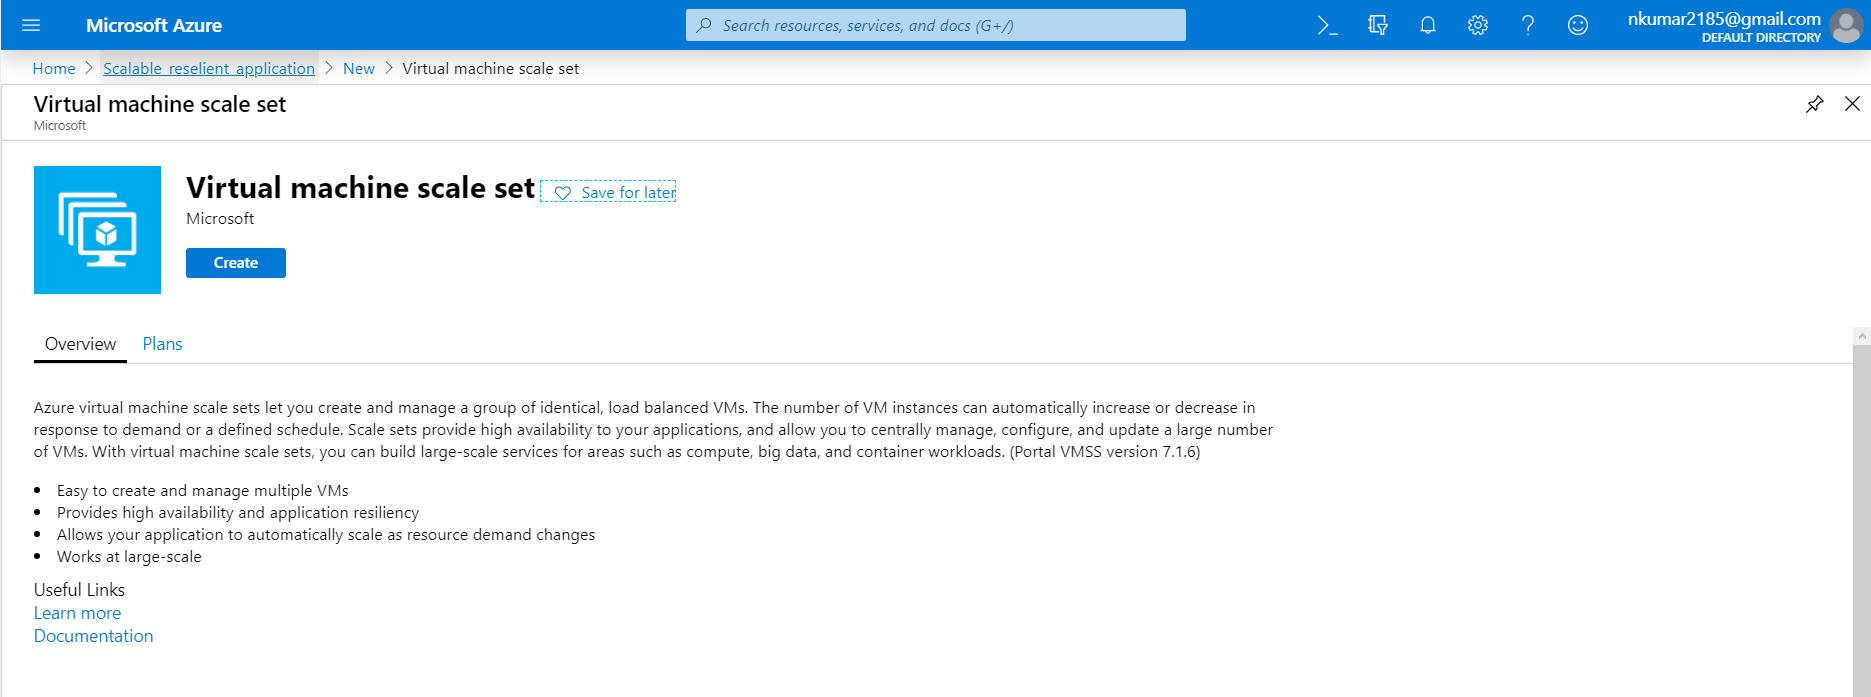 Microsoft Azure
Search resources, services, and docs (G+/)
nkumar2185@gmail.com
DEFAULT DIRECTORY
Home > Scalable_reselient_application > New > Virtual machine scale set
Virtual machine scale set
Microsoft
Virtual machine scale set
Save for later
Microsoft
Create
Overview Plans
Azure virtual machine scale sets let you create and manage a group of identical, load balanced VMs. The number of VM instances can automatically increase or decrease in
response to demand or a defined schedule. Scale sets provide high availability to your applications, and allow you to centrally manage, configure, and update a large number
of VMs. With virtual machine scale sets, you can build large-scale services for areas such as compute, big data, and container workloads. (Portal VMSS version 7.1.6)
• Easy to create and manage multiple VMs
• Provides high availability and application resiliency
• Allows your application to automatically scale as resource demand changes
• Works at large-scale
Useful Links
Learn more
Documentation